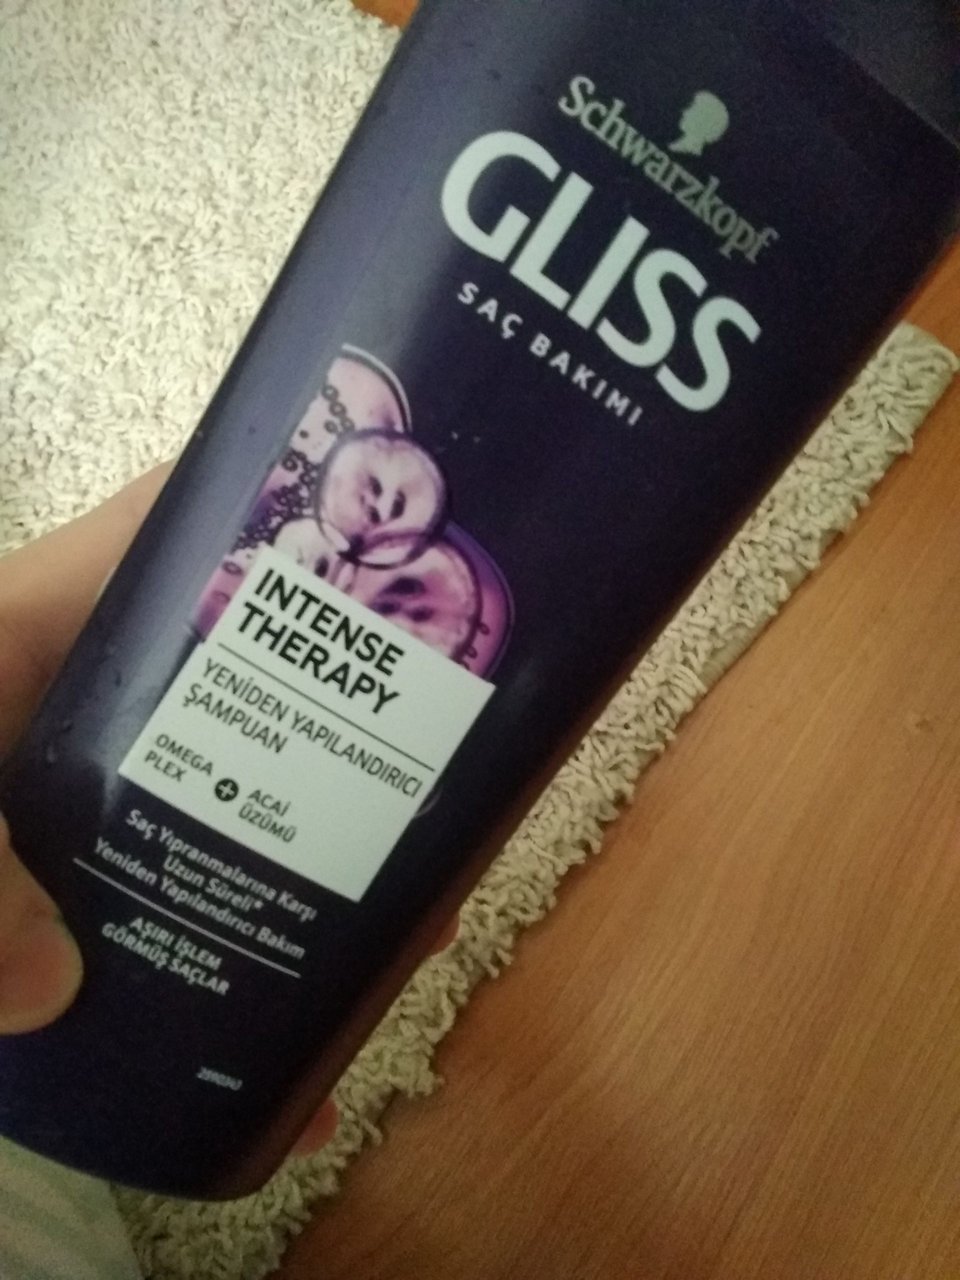 Schwarzkopf
GLISS
SAÇ BAKIMI
INTENSE
THERAPY
YENİDEN YAPILANDIRICI
ŞAMPUAN
OMEGA
PLEX
+
ACAİ
ÜZÜMÜ
Saç Yıpranmalarına Karşı
Uzun Süreli*
Yeniden Yapılandırıcı Bakım
AŞIRI İŞLEM
GÖRMÜŞ SAÇLAR